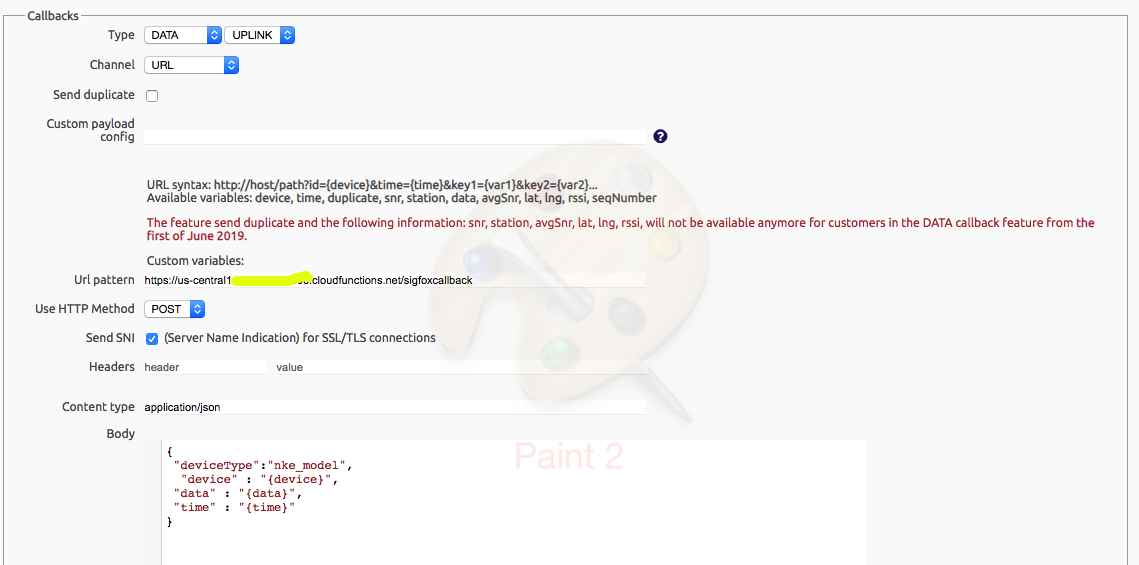 Callbacks
Type DATA UPLINK
Channel URL
Send duplicate
Custom payload
config
?
URL syntax: http://host/path?id={device}&time={time}&key1={var1}&key2={var2}...
Available variables: device, time, duplicate, snr, station, data, avgSnr, lat, lng, rssi, seqNumber
The feature send duplicate and the following information: snr, station, avgSnr, lat, lng, rssi, will not be available anymore for customers in the DATA callback feature from the
first of June 2019.
Custom variables:
Url pattern https://us-central1 .cloudfunctions.net/sigfoxcallback
Use HTTP Method POST
Send SNI (Server Name Indication) for SSL/TLS connections
Headers header value
Content type application/json
Body
{
"deviceType":"nke_model",
"device" : "{device}",
"data" : "{data}",
"time" : "{time}"
}
Paint 2